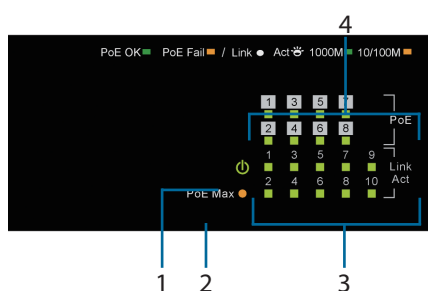 4
PoE OK PoE Fail / Link Act 1000M 10/100M
1 3 5 7
PoE
2 4 6 8
1 3 5 7 9
Link
2 4 6 8 10 Act
PoE Max
1 2 3